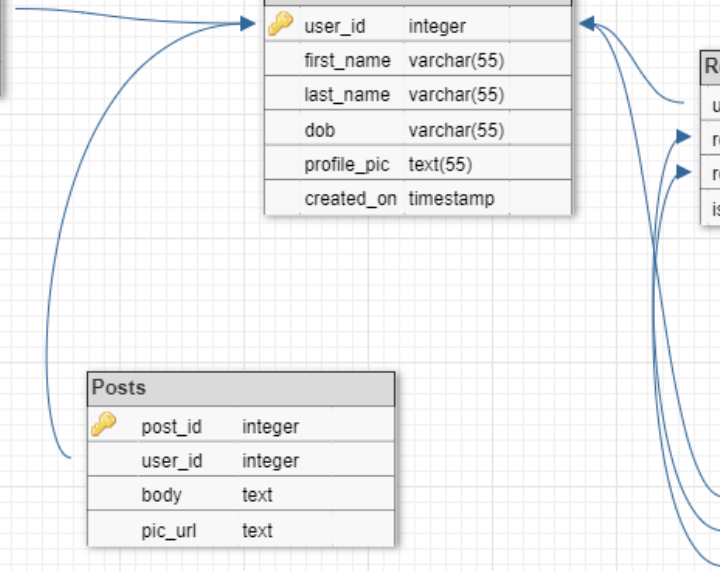 user_id integer
first_name varchar(55)
last_name varchar(55)
dob varchar(55)
profile_pic text(55)
created_on timestamp
Posts
post_id integer
user_id integer
body text
pic_url text